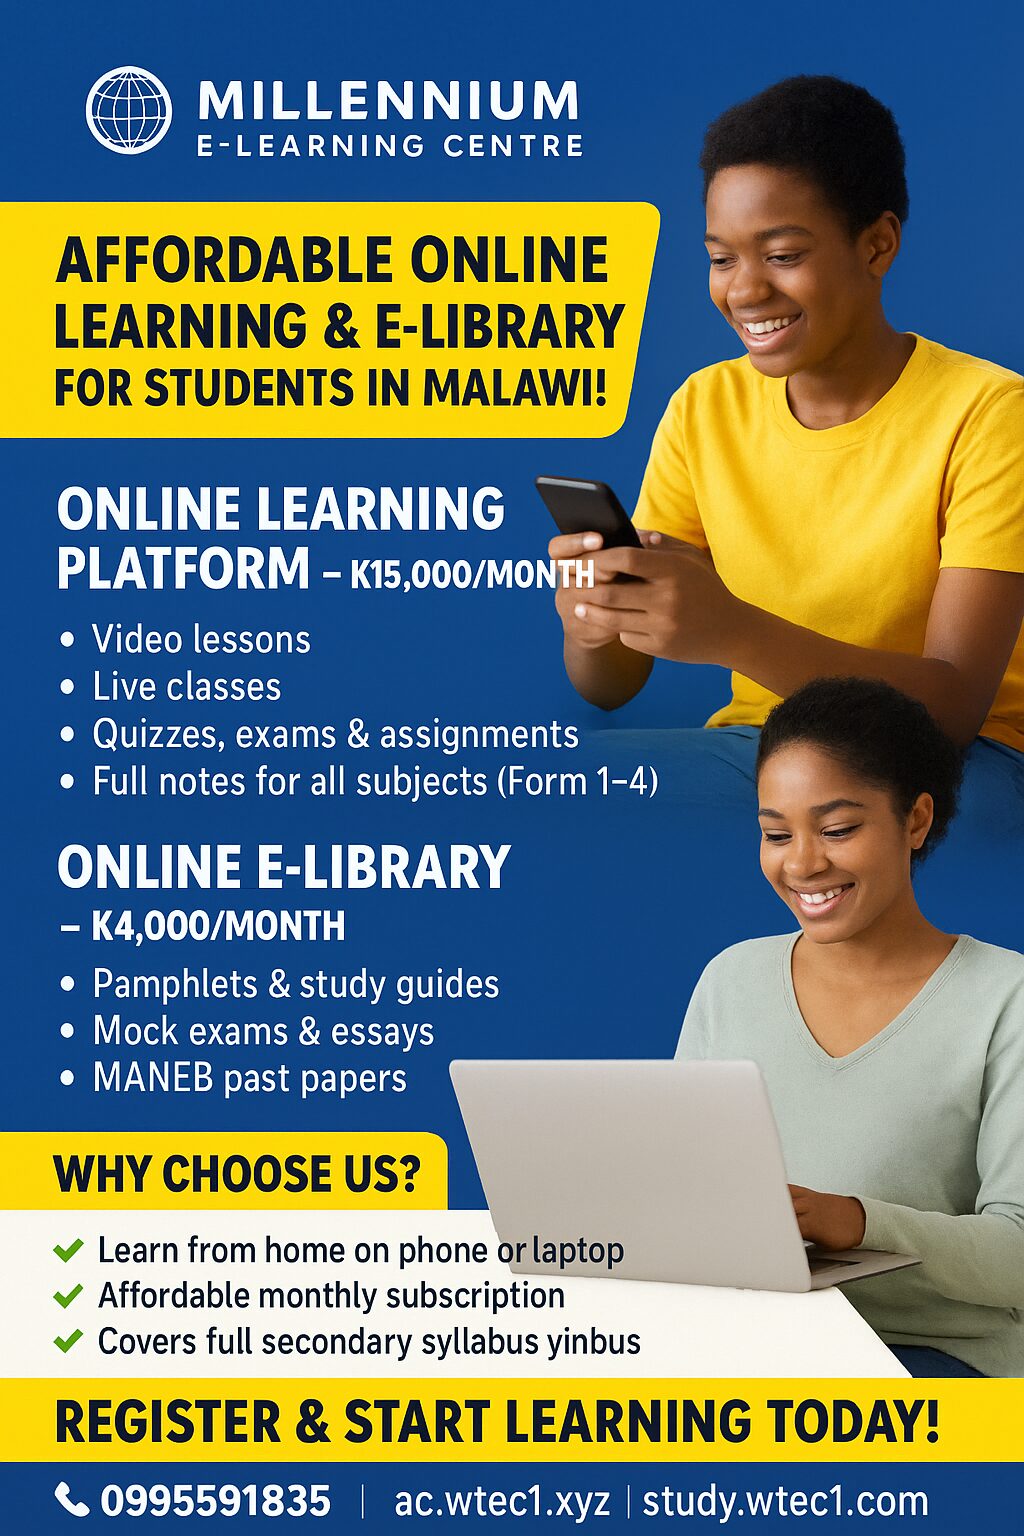 MILLENNIUM
E-LEARNING CENTRE
AFFORDABLE ONLINE
LEARNING & E-LIBRARY
FOR STUDENTS IN MALAWI!
ONLINE LEARNING
PLATFORM – K15,000/MONTH
• Video lessons
• Live classes
• Quizzes, exams & assignments
• Full notes for all subjects (Form 1–4)
ONLINE E-LIBRARY
– K4,000/MONTH
• Pamphlets & study guides
• Mock exams & essays
• MANEB past papers
WHY CHOOSE US?
✔ Learn from home on phone or laptop
✔ Affordable monthly subscription
✔ Covers full secondary syllabus yinbus
REGISTER & START LEARNING TODAY!
0995591835 | ac.wtec1.xyz | study.wtec1.com